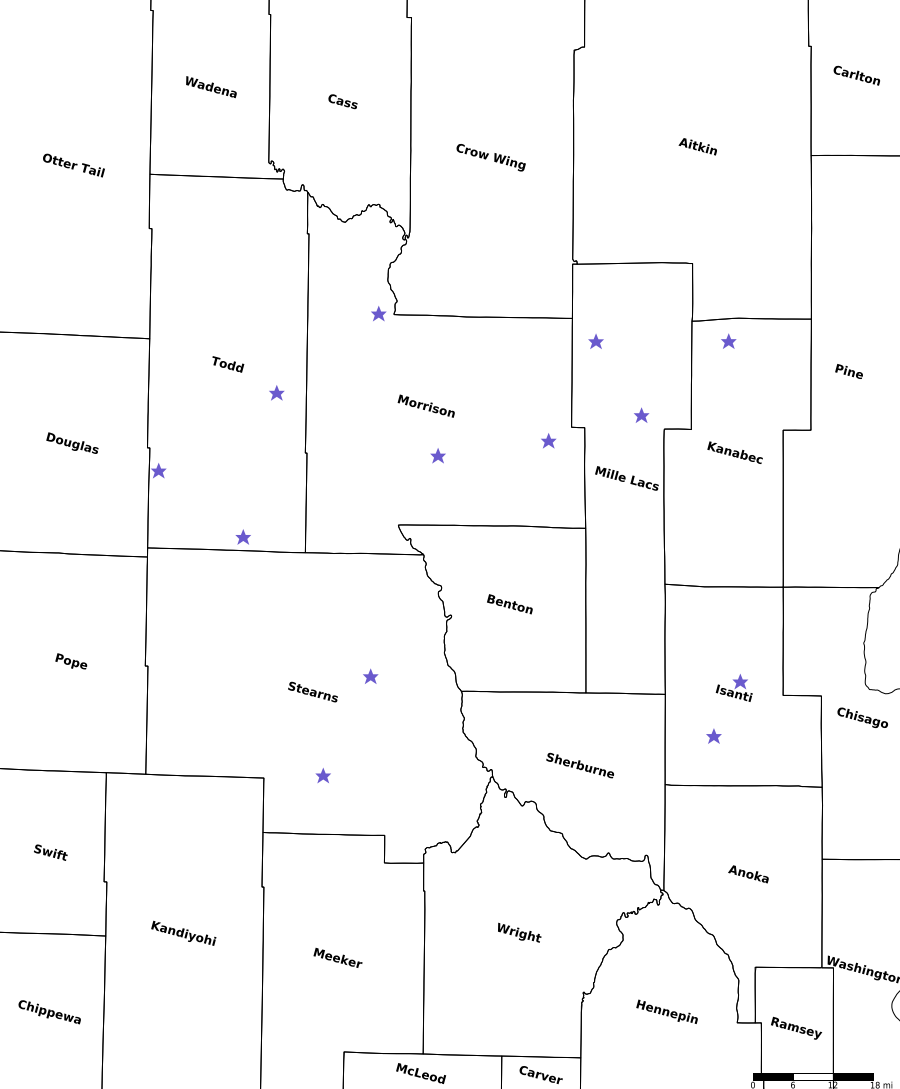 Carlton
Wadena
Cass
Aitkin
Crow Wing
Otter Tail
Todd
Pine
Morrison
Douglas
Kanabec
Mille Lacs
Benton
Pope
Stearns
Isanti
Chisago
Sherburne
Swift
Anoka
Kandiyohi
Wright
Meeker
Washington
Chippewa
Hennepin
Ramsey
McLeod
Carver
0 6 12 18 mi